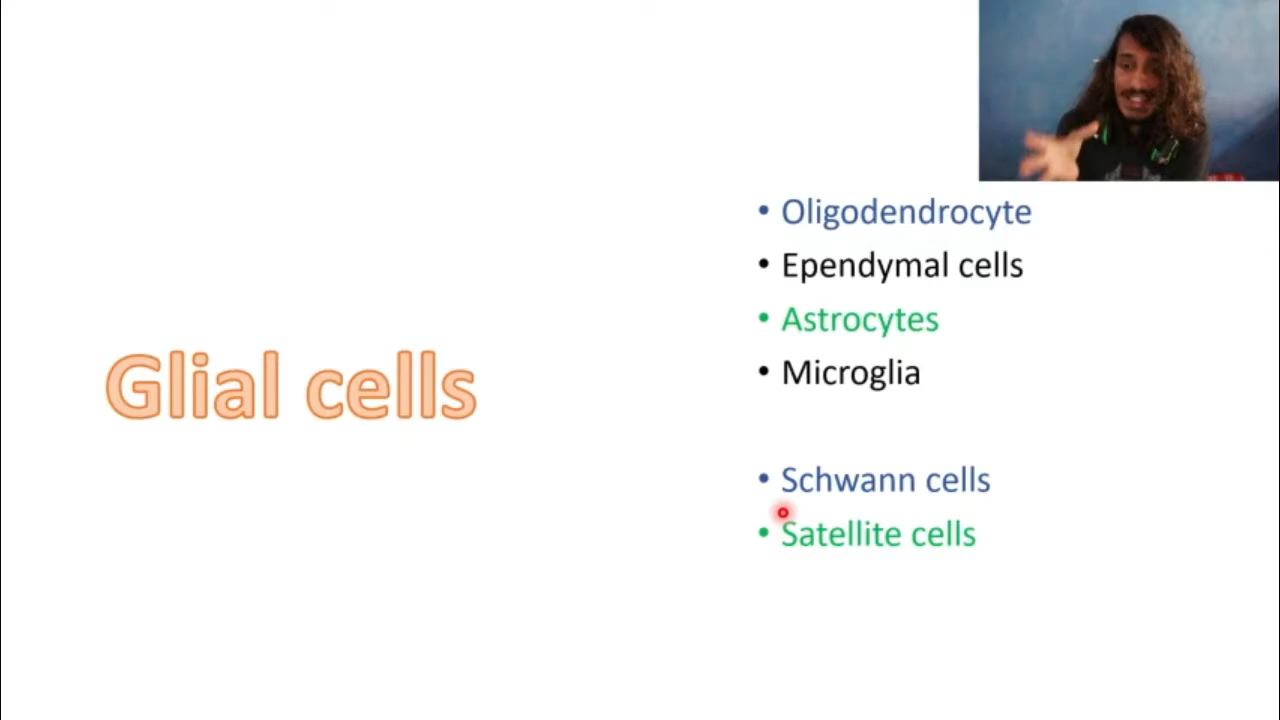 Glial cells
• Oligodendrocyte
• Ependymal cells
• Astrocytes
• Microglia
• Schwann cells
• Satellite cells